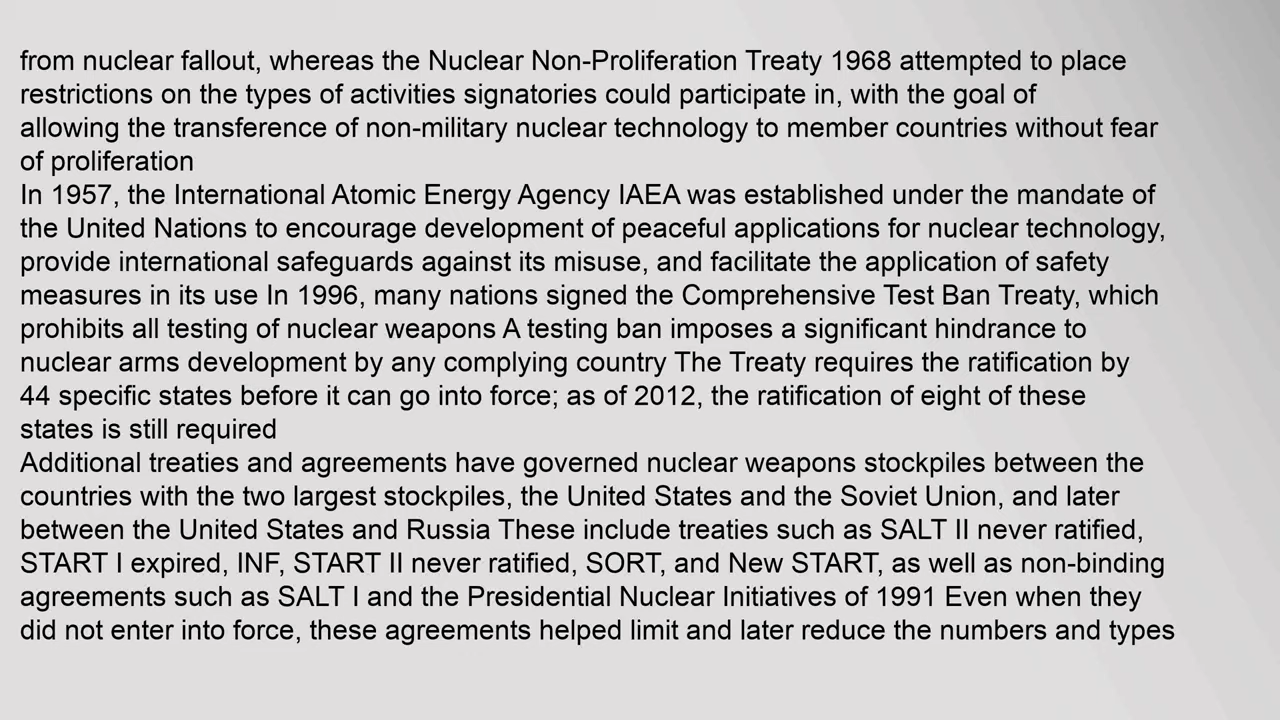 from nuclear fallout, whereas the Nuclear Non-Proliferation Treaty 1968 attempted to place
restrictions on the types of activities signatories could participate in, with the goal of
allowing the transference of non-military nuclear technology to member countries without fear
of proliferation
In 1957, the International Atomic Energy Agency IAEA was established under the mandate of
the United Nations to encourage development of peaceful applications for nuclear technology,
provide international safeguards against its misuse, and facilitate the application of safety
measures in its use In 1996, many nations signed the Comprehensive Test Ban Treaty, which
prohibits all testing of nuclear weapons A testing ban imposes a significant hindrance to
nuclear arms development by any complying country The Treaty requires the ratification by
44 specific states before it can go into force; as of 2012, the ratification of eight of these
states is still required
Additional treaties and agreements have governed nuclear weapons stockpiles between the
countries with the two largest stockpiles, the United States and the Soviet Union, and later
between the United States and Russia These include treaties such as SALT II never ratified,
START I expired, INF, START II never ratified, SORT, and New START, as well as non-binding
agreements such as SALT I and the Presidential Nuclear Initiatives of 1991 Even when they
did not enter into force, these agreements helped limit and later reduce the numbers and types